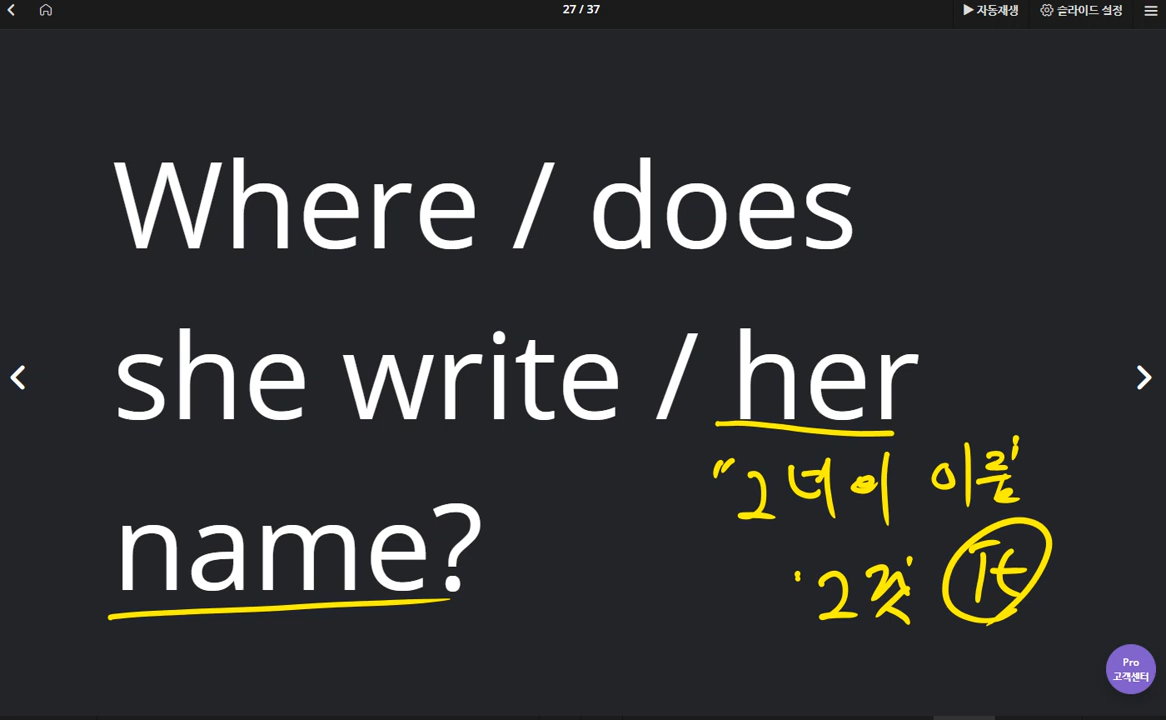 27 / 37
자동재생
슬라이드 설정
Where / does
she write / her
name?
"그녀의 이름"
'그것' it
Pro
고객센터